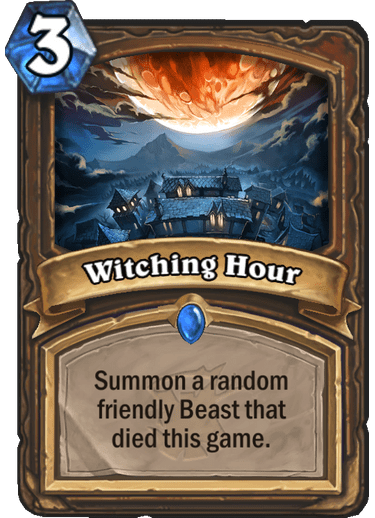 3
Witching Hour
Summon a random
friendly Beast that
died this game.